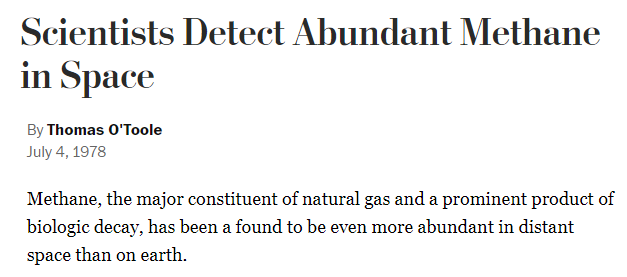 Scientists Detect Abundant Methane
in Space
By Thomas O'Toole
July 4, 1978
Methane, the major constituent of natural gas and a prominent product of
biologic decay, has been a found to be even more abundant in distant
space than on earth.